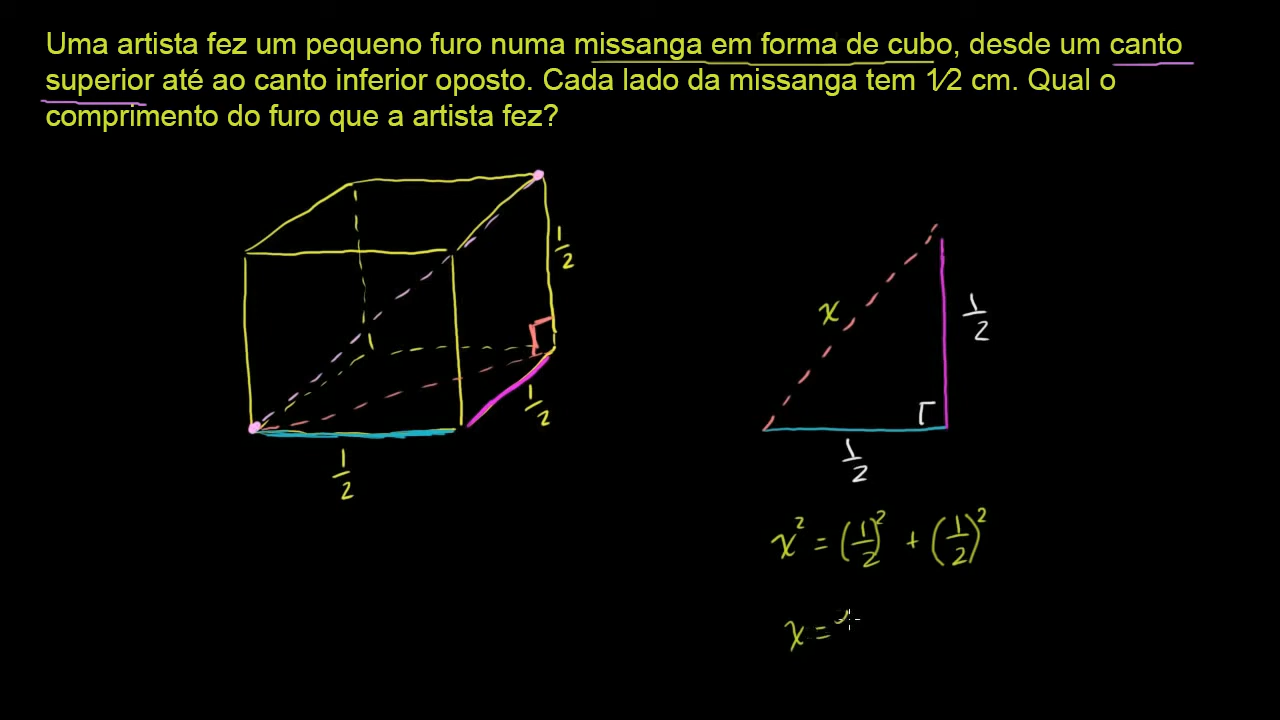 Uma artista fez um pequeno furo numa missanga em forma de cubo, desde um canto
superior até ao canto inferior oposto. Cada lado da missanga tem 1⁄2 cm. Qual o
comprimento do furo que a artista fez?
1/2
1/2
1/2
x
1/2
1/2
x² = (1/2)² + (1/2)²
x =